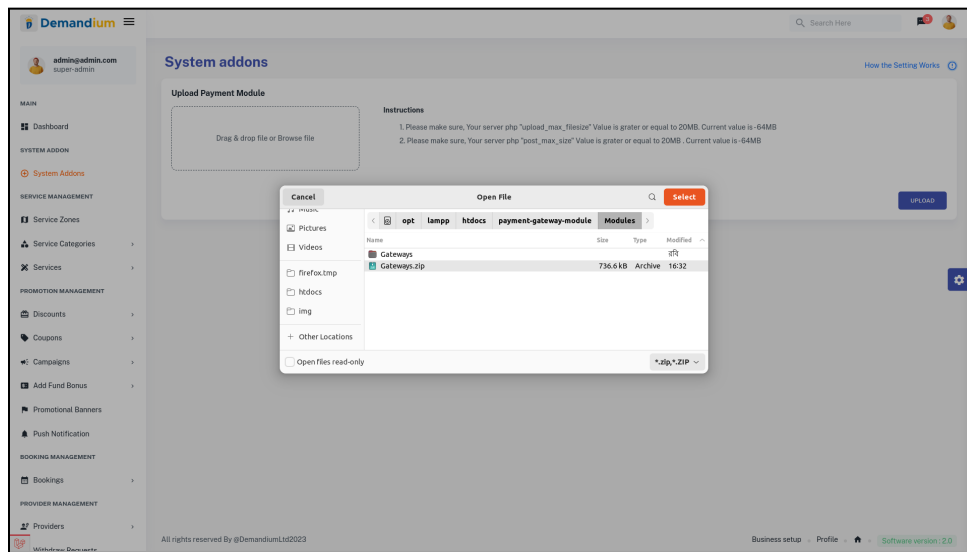 Demandium
Search Here
admin@admin.com
super-admin
MAIN
Dashboard
SYSTEM ADDON
System Addons
SERVICE MANAGEMENT
Service Zones
Service Categories
Services
PROMOTION MANAGEMENT
Discounts
Coupons
Campaigns
Add Fund Bonus
Promotional Banners
Push Notification
BOOKING MANAGEMENT
Bookings
PROVIDER MANAGEMENT
Providers
Withdraw Requests
System addons
How the Setting Works
Upload Payment Module
Drag & drop file or Browse file
Instructions
1. Please make sure, Your server php "upload_max_filesize" Value is grater or equal to 20MB. Current value is - 64MB
2. Please make sure, Your server php "post_max_size" Value is grater or equal to 20MB . Current value is - 64MB
UPLOAD
Cancel
Open File
Select
Music
Pictures
Videos
firefox.tmp
htdocs
img
+ Other Locations
opt lampp htdocs payment-gateway-module Modules
Name Size Type Modified
Gateways রবি
Gateways.zip 736.6 kB Archive 16:32
Open files read-only
*.zip,*.ZIP
All rights reserved By @DemandiumLtd2023
Business setup Profile Software version : 2.0